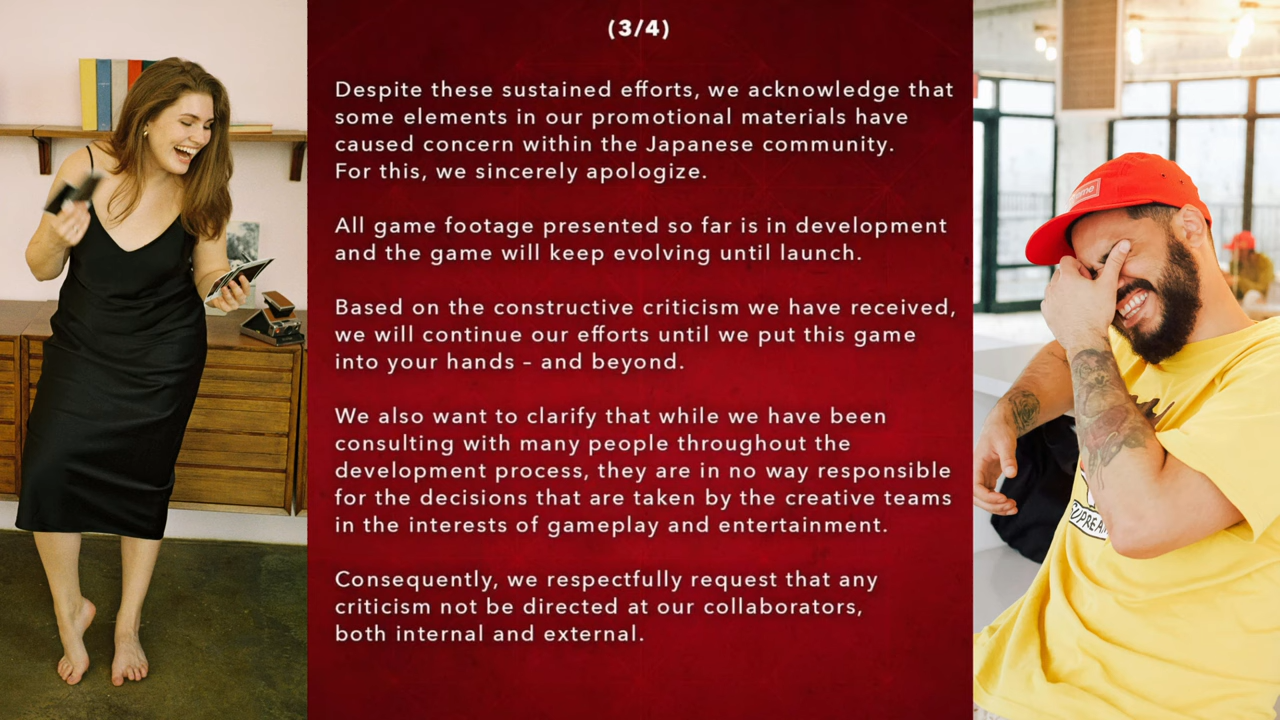 (3/4)
Despite these sustained efforts, we acknowledge that
some elements in our promotional materials have
caused concern within the Japanese community.
For this, we sincerely apologize.
All game footage presented so far is in development
and the game will keep evolving until launch.
Based on the constructive criticism we have received,
we will continue our efforts until we put this game
into your hands – and beyond.
We also want to clarify that while we have been
consulting with many people throughout the
development process, they are in no way responsible
for the decisions that are taken by the creative teams
in the interests of gameplay and entertainment.
Consequently, we respectfully request that any
criticism not be directed at our collaborators,
both internal and external.